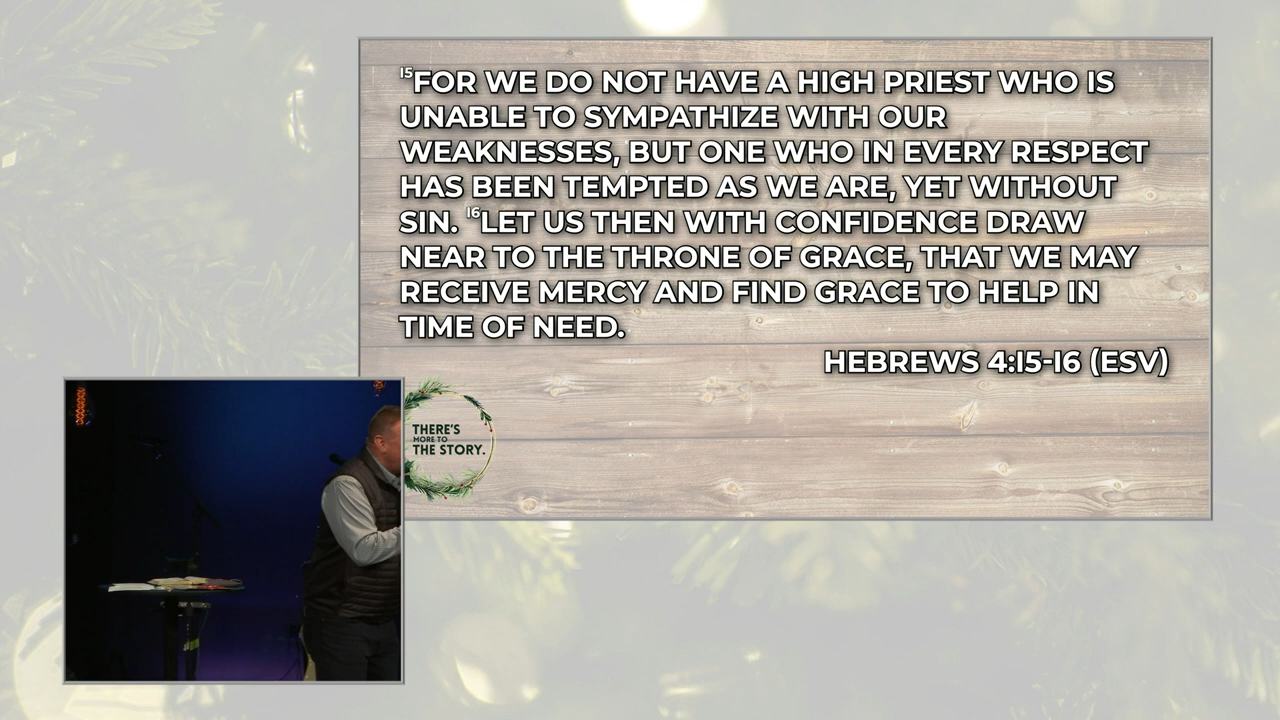 15FOR WE DO NOT HAVE A HIGH PRIEST WHO IS
UNABLE TO SYMPATHIZE WITH OUR
WEAKNESSES, BUT ONE WHO IN EVERY RESPECT
HAS BEEN TEMPTED AS WE ARE, YET WITHOUT
SIN. 16LET US THEN WITH CONFIDENCE DRAW
NEAR TO THE THRONE OF GRACE, THAT WE MAY
RECEIVE MERCY AND FIND GRACE TO HELP IN
TIME OF NEED.
HEBREWS 4:15-16 (ESV)
THERE'S
MORE TO
THE STORY.